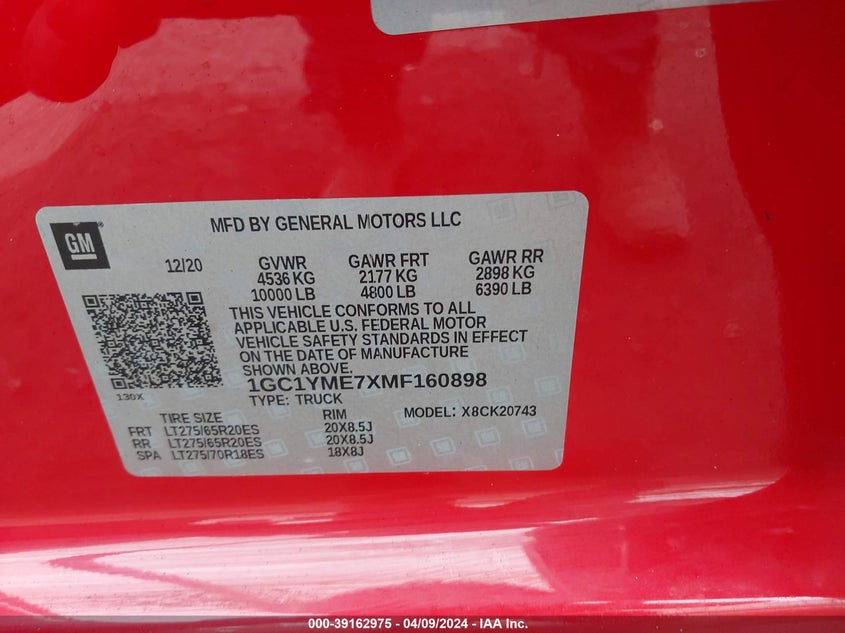 GM
MFD BY GENERAL MOTORS LLC
12/20 GVWR GAWR FRT GAWR RR
4536 KG 2177 KG 2898 KG
10000 LB 4800 LB 6390 LB
THIS VEHICLE CONFORMS TO ALL
APPLICABLE U.S. FEDERAL MOTOR
VEHICLE SAFETY STANDARDS IN EFFECT
ON THE DATE OF MANUFACTURE
SHOWN ABOVE.
1GC1YME7XMF160898
130X
TYPE: TRUCK MODEL: X8CK20743
TIRE SIZE RIM
FRT LT275/65R20ES 20X8.5J
RR LT275/65R20ES 20X8.5J
SPA LT275/70R18ES 18X8J
000-39162975 - 04/09/2024 - IAA Inc.